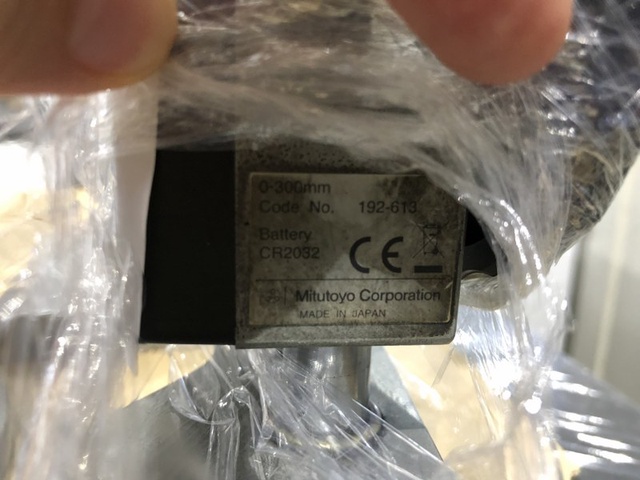 0-300mm
Code No. 192-613
Battery
CR2032
CE
Mitutoyo Corporation
MADE IN JAPAN